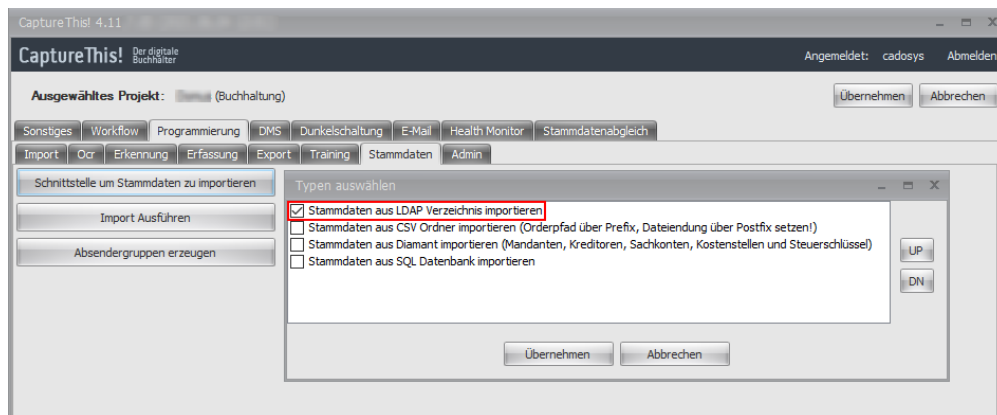 CaptureThis! 4.11
CaptureThis! Der digitale Buchhalter
Angemeldet: cadosys Abmelden
Ausgewähltes Projekt: (Buchhaltung)
Übernehmen Abbrechen
Sonstiges Workflow Programmierung DMS Dunkelschaltung E-Mail Health Monitor Stammdatenabgleich
Import Ocr Erkennung Erfassung Export Training Stammdaten Admin
Schnittstelle um Stammdaten zu importieren
Import Ausführen
Absendergruppen erzeugen
Typen auswählen
Stammdaten aus LDAP Verzeichnis importieren
Stammdaten aus CSV Ordner importieren (Orderpfad über Prefix, Dateiendung über Postfix setzen!)
Stammdaten aus Diamant importieren (Mandanten, Kreditoren, Sachkonten, Kostenstellen und Steuerschlüssel)
Stammdaten aus SQL Datenbank importieren
UP
DN
Übernehmen Abbrechen